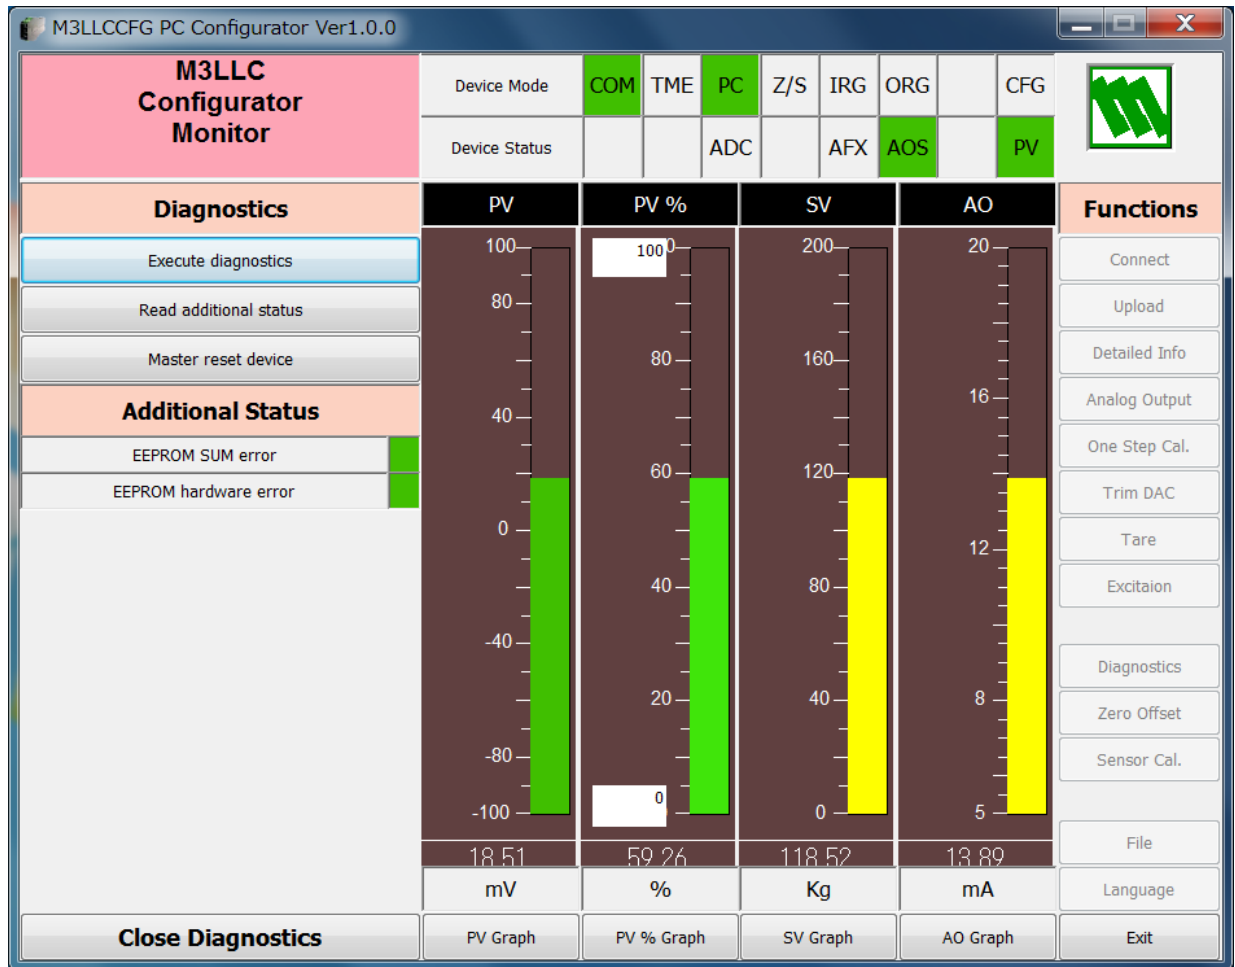 M3LLCCFG PC Configurator Ver1.0.0
M3LLC
Configurator
Monitor
Device Mode COM TME PC Z/S IRG ORG CFG
Device Status ADC AFX AOS PV
Diagnostics
Execute diagnostics
Read additional status
Master reset device
Additional Status
EEPROM SUM error
EEPROM hardware error
Close Diagnostics
PV
100
80
40
0
-40
-80
-100
18.51
mV
PV Graph
PV %
100
80
60
40
20
0
59.26
%
PV % Graph
SV
200
160
120
80
40
0
118.52
Kg
SV Graph
AO
20
16
12
8
5
13.89
mA
AO Graph
Functions
Connect
Upload
Detailed Info
Analog Output
One Step Cal.
Trim DAC
Tare
Excitaion
Diagnostics
Zero Offset
Sensor Cal.
File
Language
Exit